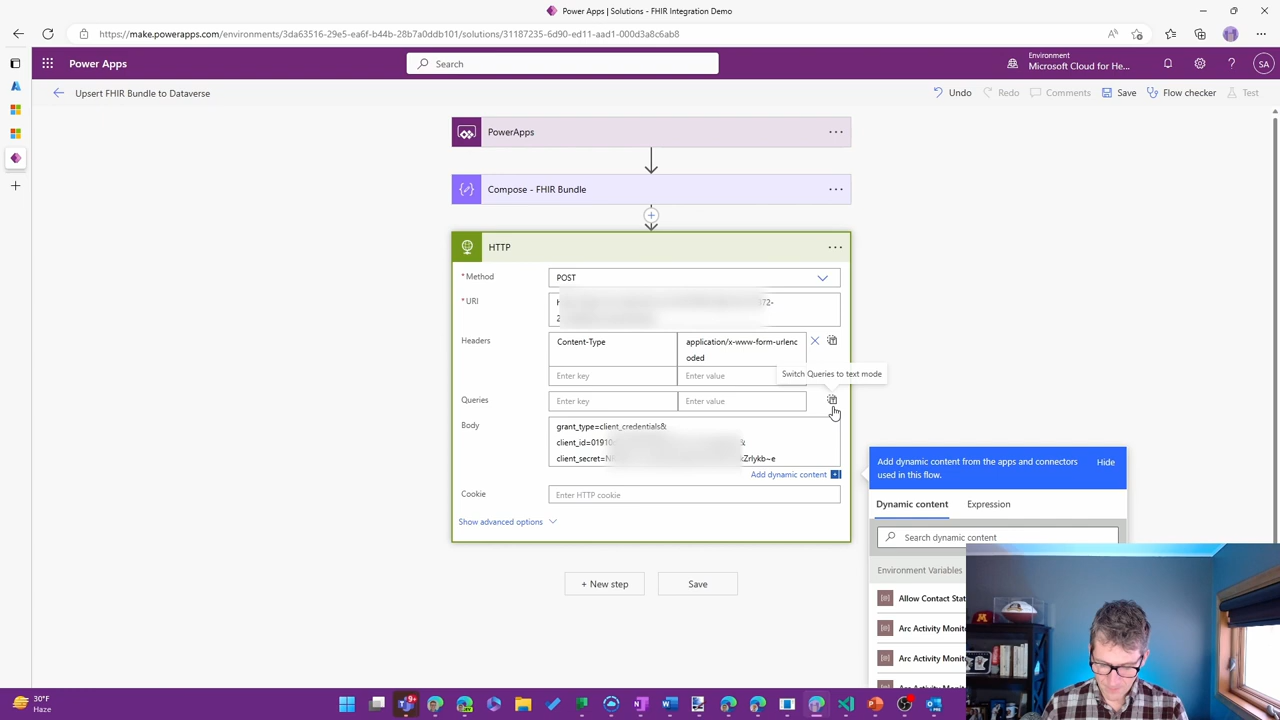 Power Apps | Solutions - FHIR Integration Demo
https://make.powerapps.com/environments/3da63516-29e5-ea6f-b44b-28b7a0ddb101/solutions/31187235-6d90-ed11-aad1-000d3a8c6ab8
Power Apps
Search
Environment
Microsoft Cloud for He...
SA
Upsert FHIR Bundle to Dataverse
Undo
Redo
Comments
Save
Flow checker
Test
PowerApps
Compose - FHIR Bundle
HTTP
* Method
POST
* URI
Headers
Content-Type
application/x-www-form-urlenc
oded
Enter key
Enter value
Switch Queries to text mode
Queries
Enter key
Enter value
Body
grant_type=client_credentials&
client_id=01910
&
client_secret=
Zrlykb~e
Add dynamic content
Cookie
Enter HTTP cookie
Show advanced options
+ New step
Save
Add dynamic content from the apps and connectors
used in this flow.
Hide
Dynamic content
Expression
Search dynamic content
Environment Variables
Allow Contact Stat
Arc Activity Monit
Arc Activity Monit
30°F
Haze